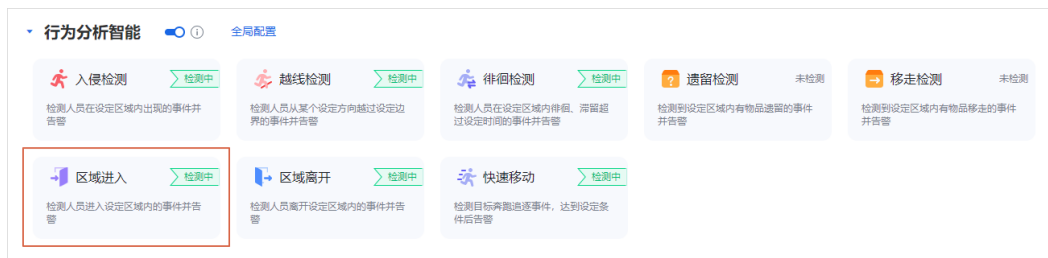 行为分析智能 全局配置
入侵检测 检测中
检测人员在设定区域内出现的事件并
告警
越线检测 检测中
检测人员从某个设定方向越过设定边
界的事件并告警
徘徊检测 检测中
检测人员在设定区域内徘徊、滞留超
过设定时间的事件并告警
遗留检测 未检测
检测到设定区域内有物品遗留的事件
并告警
移走检测 未检测
检测到设定区域内有物品移走的事件
并告警
区域进入 检测中
检测人员进入设定区域内的事件并告
警
区域离开 检测中
检测人员离开设定区域内的事件并告
警
快速移动 检测中
检测目标奔跑追逐事件，达到设定条
件后告警